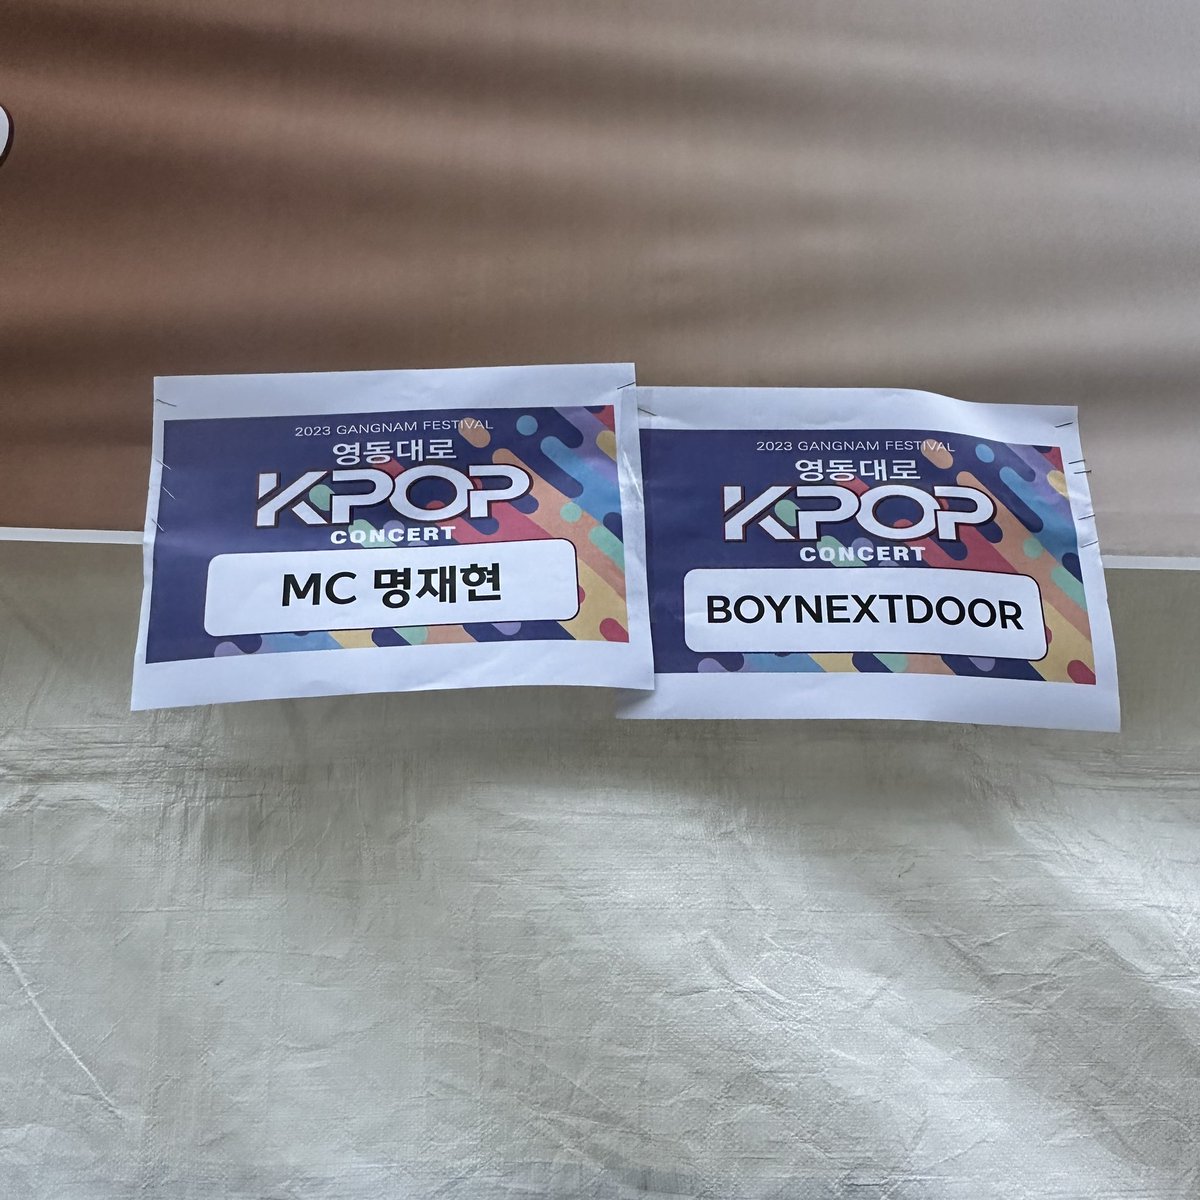 2023 GANGNAM FESTIVAL
영동대로
KPOP
CONCERT
MC 명재현
2023 GANGNAM FESTIVAL
영동대로
KPOP
CONCERT
BOYNEXTDOOR